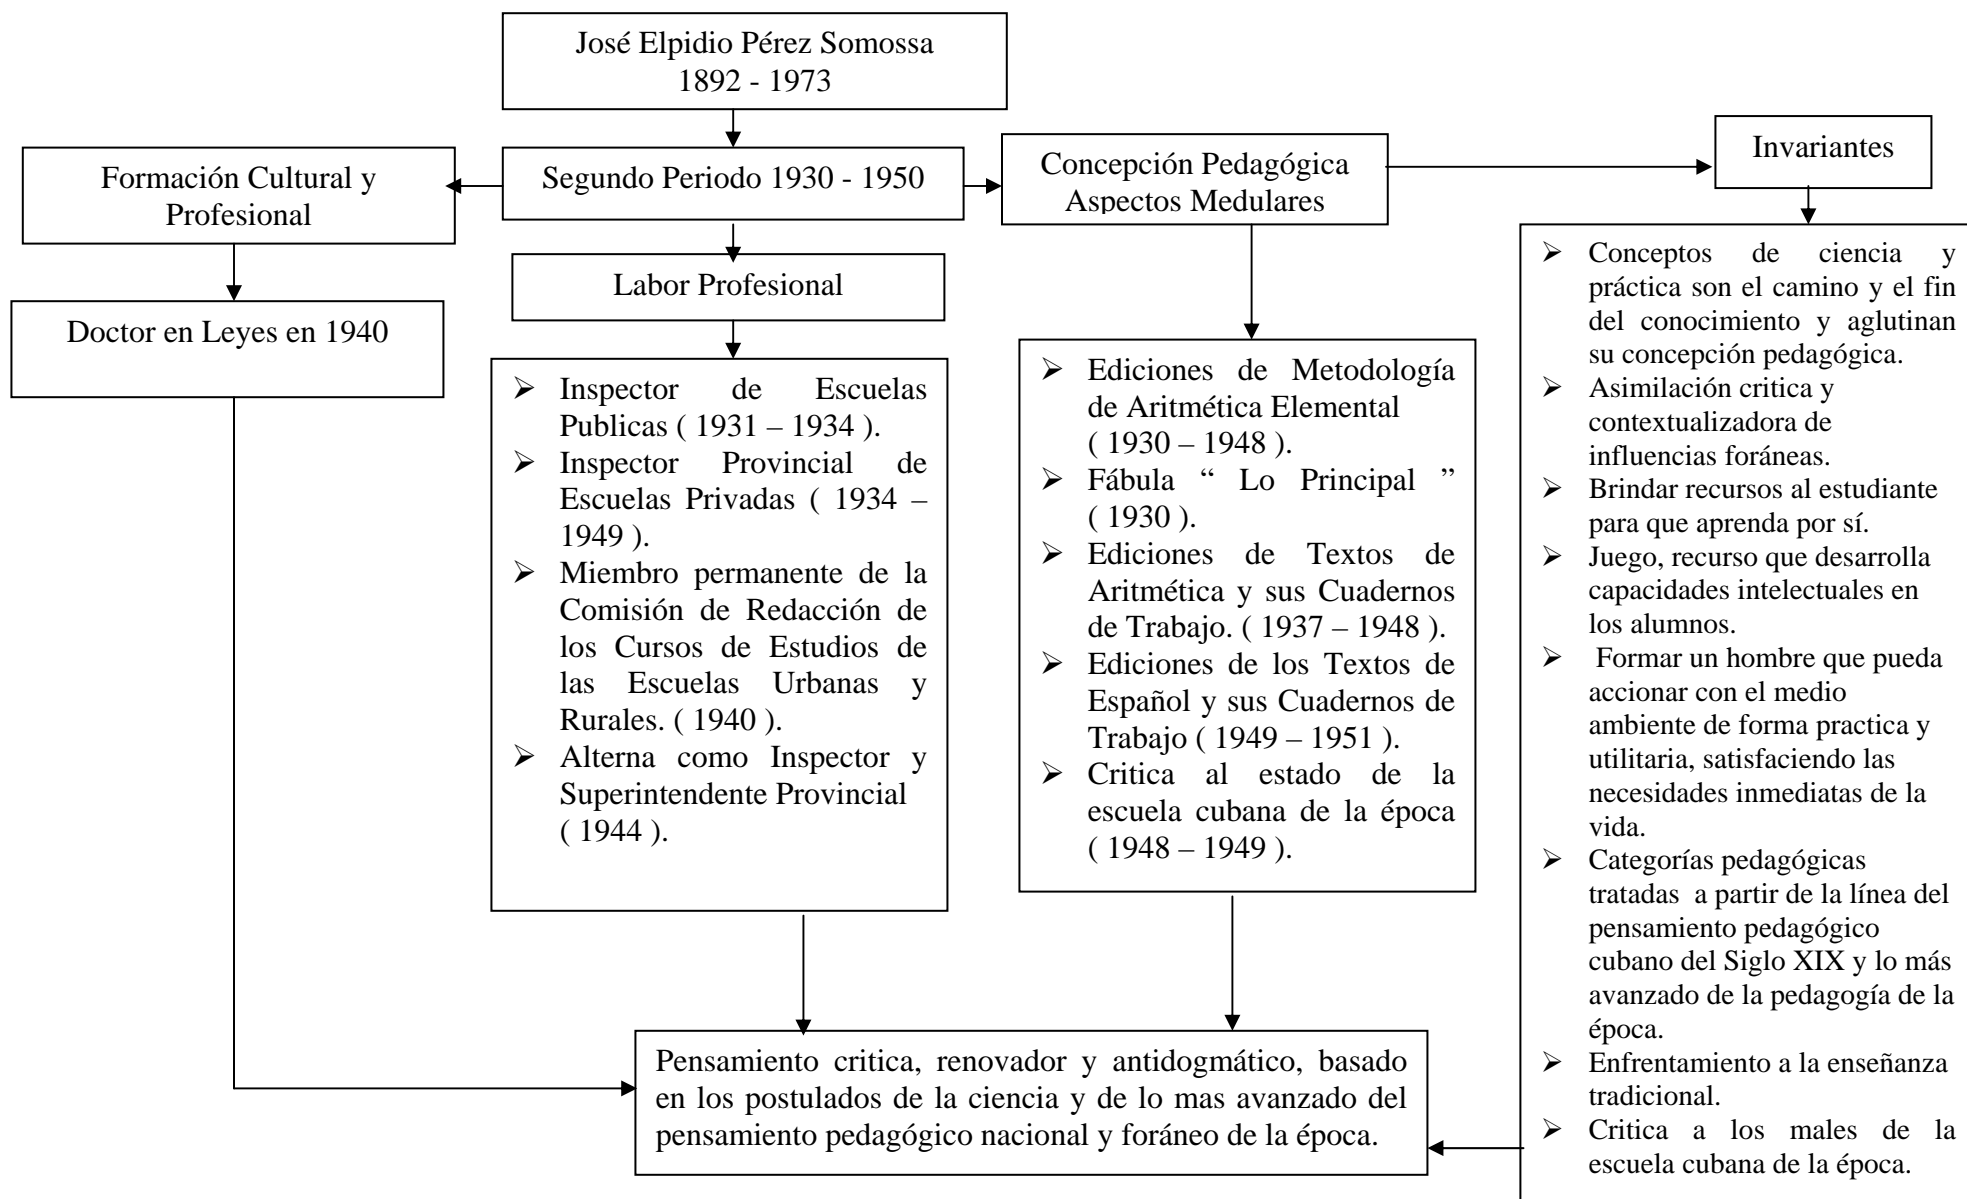 José Elpidio Pérez Somossa
1892 - 1973
Formación Cultural y
Profesional
Segundo Periodo 1930 - 1950
Concepción Pedagógica
Aspectos Medulares
Invariantes
Doctor en Leyes en 1940
Labor Profesional
➢ Inspector de Escuelas
Publicas ( 1931 – 1934 ).
➢ Inspector Provincial de
Escuelas Privadas ( 1934 –
1949 ).
➢ Miembro permanente de la
Comisión de Redacción de
los Cursos de Estudios de
las Escuelas Urbanas y
Rurales. ( 1940 ).
➢ Alterna como Inspector y
Superintendente Provincial
( 1944 ).
➢ Ediciones de Metodología
de Aritmética Elemental
( 1930 – 1948 ).
➢ Fábula “ Lo Principal ”
( 1930 ).
➢ Ediciones de Textos de
Aritmética y sus Cuadernos
de Trabajo. ( 1937 – 1948 ).
➢ Ediciones de los Textos de
Español y sus Cuadernos de
Trabajo ( 1949 – 1951 ).
➢ Critica al estado de la
escuela cubana de la época
( 1948 – 1949 ).
➢ Conceptos de ciencia y
práctica son el camino y el fin
del conocimiento y aglutinan
su concepción pedagógica.
➢ Asimilación critica y
contextualizadora de
influencias foráneas.
➢ Brindar recursos al estudiante
para que aprenda por sí.
➢ Juego, recurso que desarrolla
capacidades intelectuales en
los alumnos.
➢ Formar un hombre que pueda
accionar con el medio
ambiente de forma practica y
utilitaria, satisfaciendo las
necesidades inmediatas de la
vida.
➢ Categorías pedagógicas
tratadas a partir de la línea del
pensamiento pedagógico
cubano del Siglo XIX y lo más
avanzado de la pedagogía de la
época.
➢ Enfrentamiento a la enseñanza
tradicional.
➢ Critica a los males de la
escuela cubana de la época.
Pensamiento critica, renovador y antidogmático, basado
en los postulados de la ciencia y de lo mas avanzado del
pensamiento pedagógico nacional y foráneo de la época.